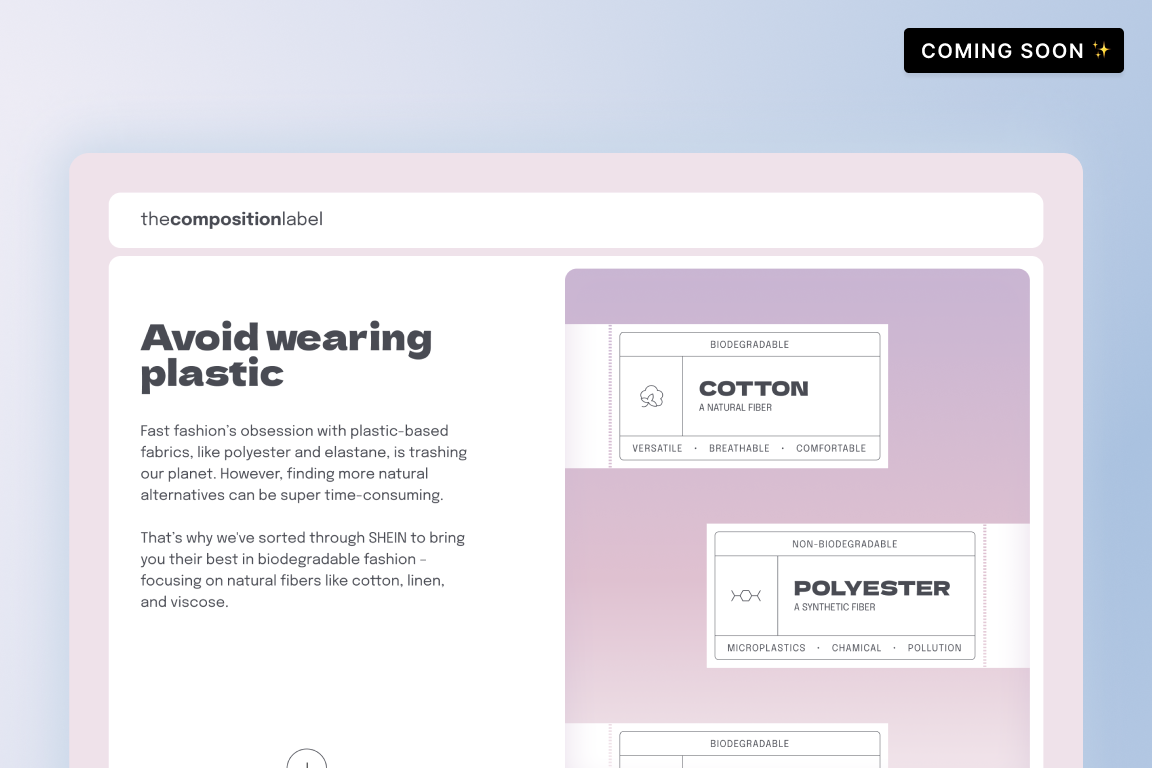 COMING SOON ✨
thecompositionlabel
Avoid wearing
plastic
Fast fashion's obsession with plastic-based
fabrics, like polyester and elastane, is trashing
our planet. However, finding more natural
alternatives can be super time-consuming.
That's why we've sorted through SHEIN to bring
you their best in biodegradable fashion –
focusing on natural fibers like cotton, linen,
and viscose.
BIODEGRADABLE
COTTON
A NATURAL FIBER
VERSATILE · BREATHABLE · COMFORTABLE
NON-BIODEGRADABLE
POLYESTER
A SYNTHETIC FIBER
MICROPLASTICS · CHAMICAL · POLLUTION
BIODEGRADABLE